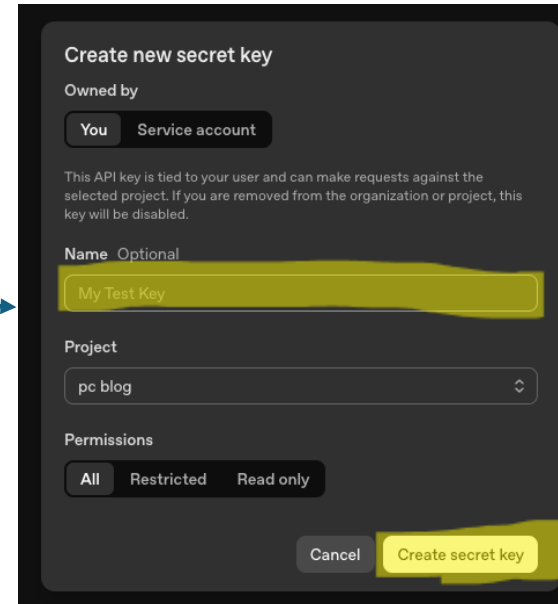 Create new secret key
Owned by
You Service account
This API key is tied to your user and can make requests against the
selected project. If you are removed from the organization or project, this
key will be disabled.
Name Optional
My Test Key
Project
pc blog
Permissions
All Restricted Read only
Cancel Create secret key